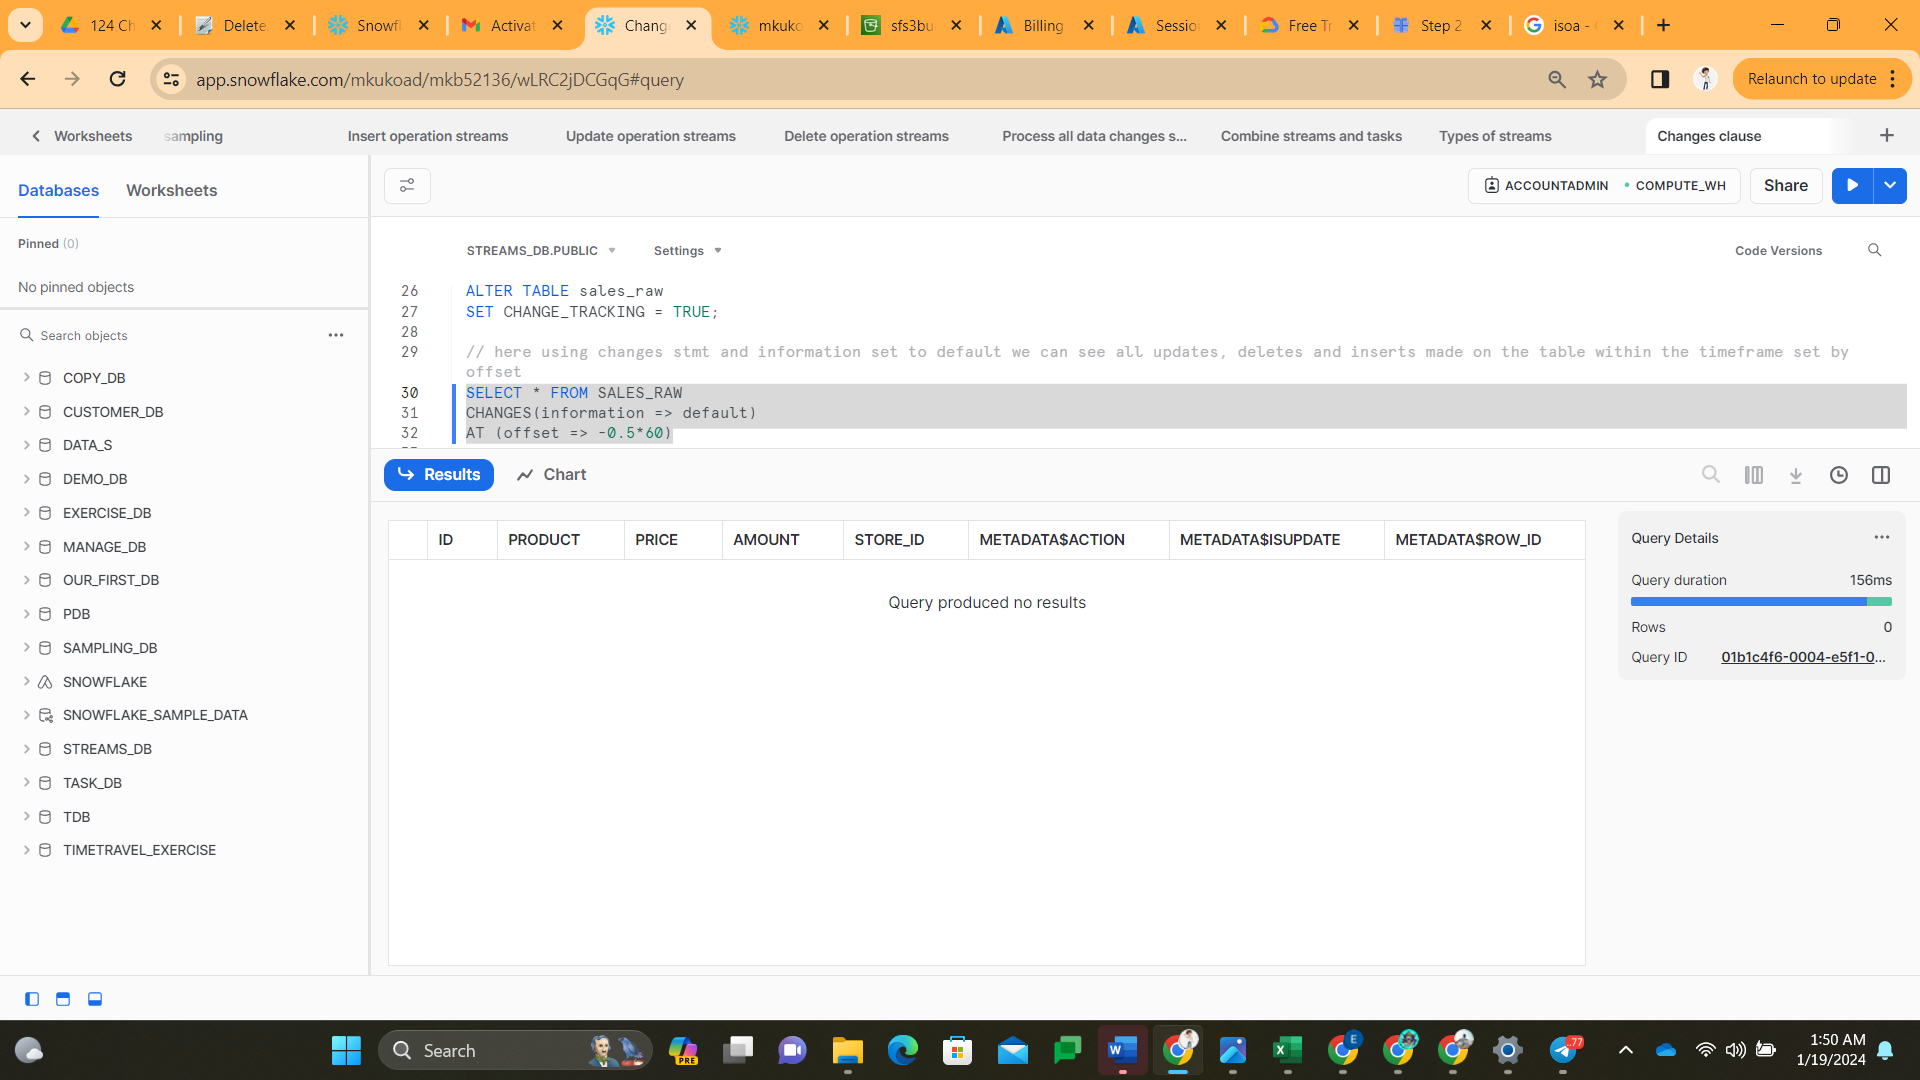 124 Ch
Delete
Snowfl
Activat
Chang
mkuko
sfs3bu
Billing
Sessio
Free Tr
Step 2
isoa -
app.snowflake.com/mkukoad/mkb52136/wLRC2jDCGqG#query
Relaunch to update
Worksheets
sampling
Insert operation streams
Update operation streams
Delete operation streams
Process all data changes s...
Combine streams and tasks
Types of streams
Changes clause
Databases
Worksheets
ACCOUNTADMIN
COMPUTE_WH
Share
Pinned (0)
No pinned objects
Search objects
COPY_DB
CUSTOMER_DB
DATA_S
DEMO_DB
EXERCISE_DB
MANAGE_DB
OUR_FIRST_DB
PDB
SAMPLING_DB
SNOWFLAKE
SNOWFLAKE_SAMPLE_DATA
STREAMS_DB
TASK_DB
TDB
TIMETRAVEL_EXERCISE
STREAMS_DB.PUBLIC
Settings
Code Versions
26 ALTER TABLE sales_raw
27 SET CHANGE_TRACKING = TRUE;
28
29 // here using changes stmt and information set to default we can see all updates, deletes and inserts made on the table within the timeframe set by
offset
30 SELECT * FROM SALES_RAW
31 CHANGES(information => default)
32 AT (offset => -0.5*60)
Results
Chart
ID PRODUCT PRICE AMOUNT STORE_ID METADATA$ACTION METADATA$ISUPDATE METADATA$ROW_ID
Query produced no results
Query Details
Query duration 156ms
Rows 0
Query ID 01b1c4f6-0004-e5f1-0...
Search
PRE
W
X
E
77
1:50 AM
1/19/2024